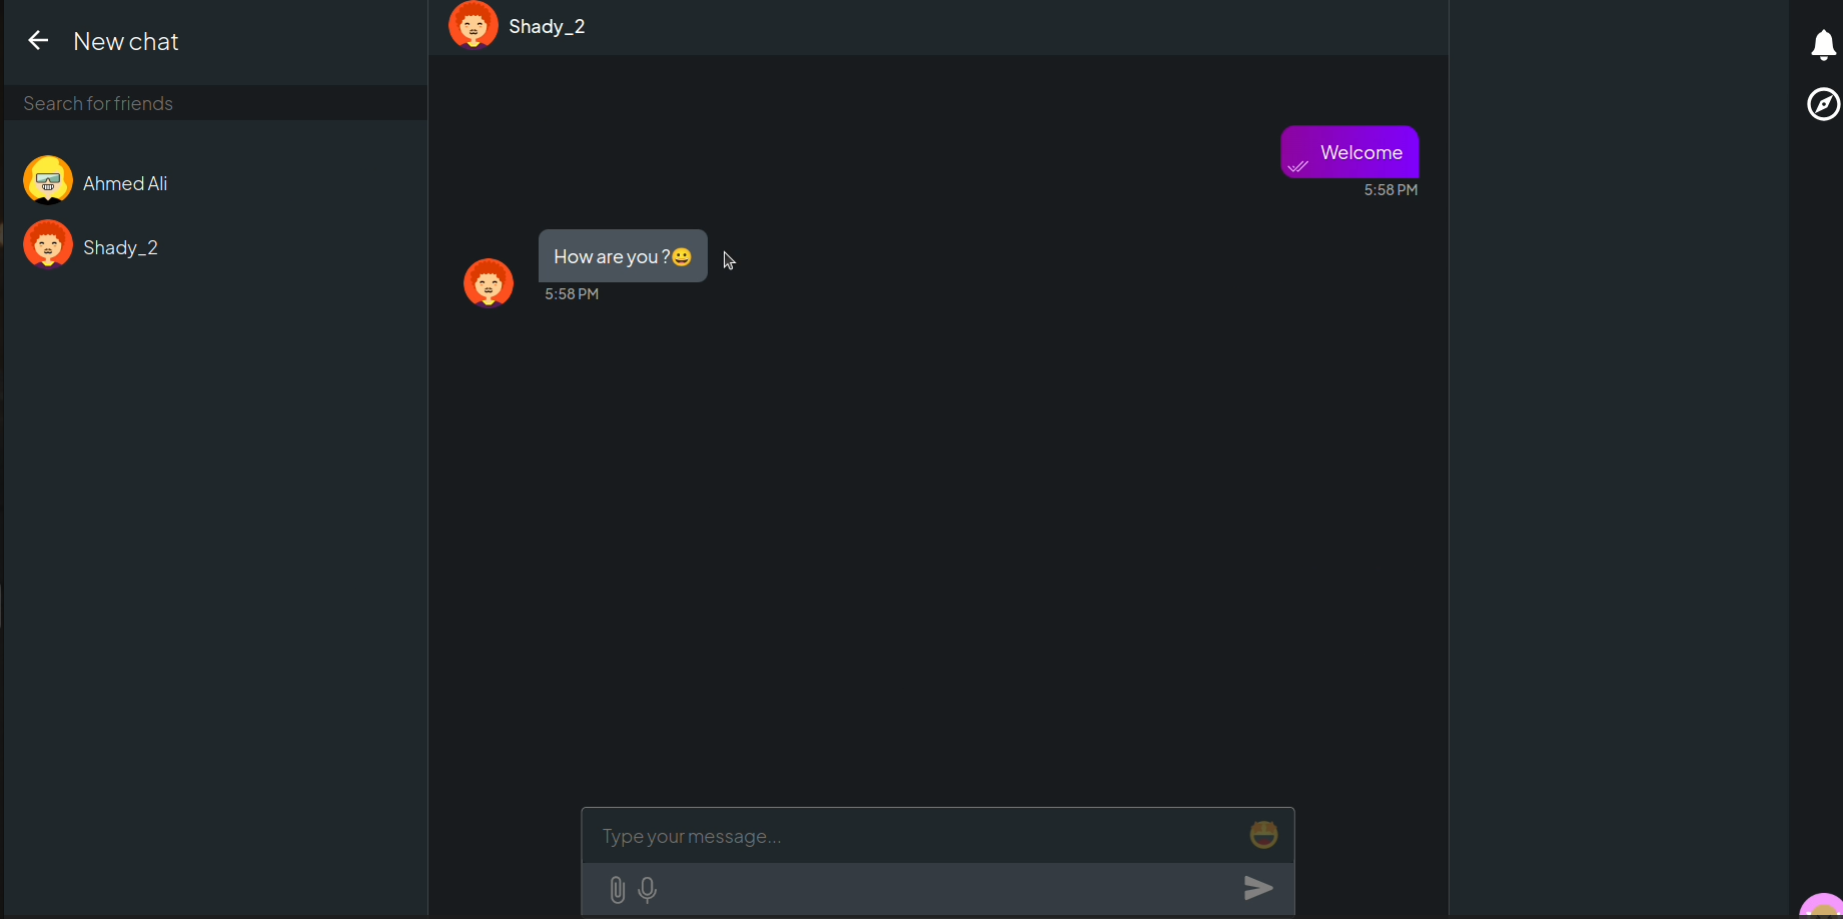 New chat
Search for friends
Ahmed Ali
Shady_2
Shady_2
Welcome
5:58 PM
How are you ?😀
5:58 PM
Type your message...